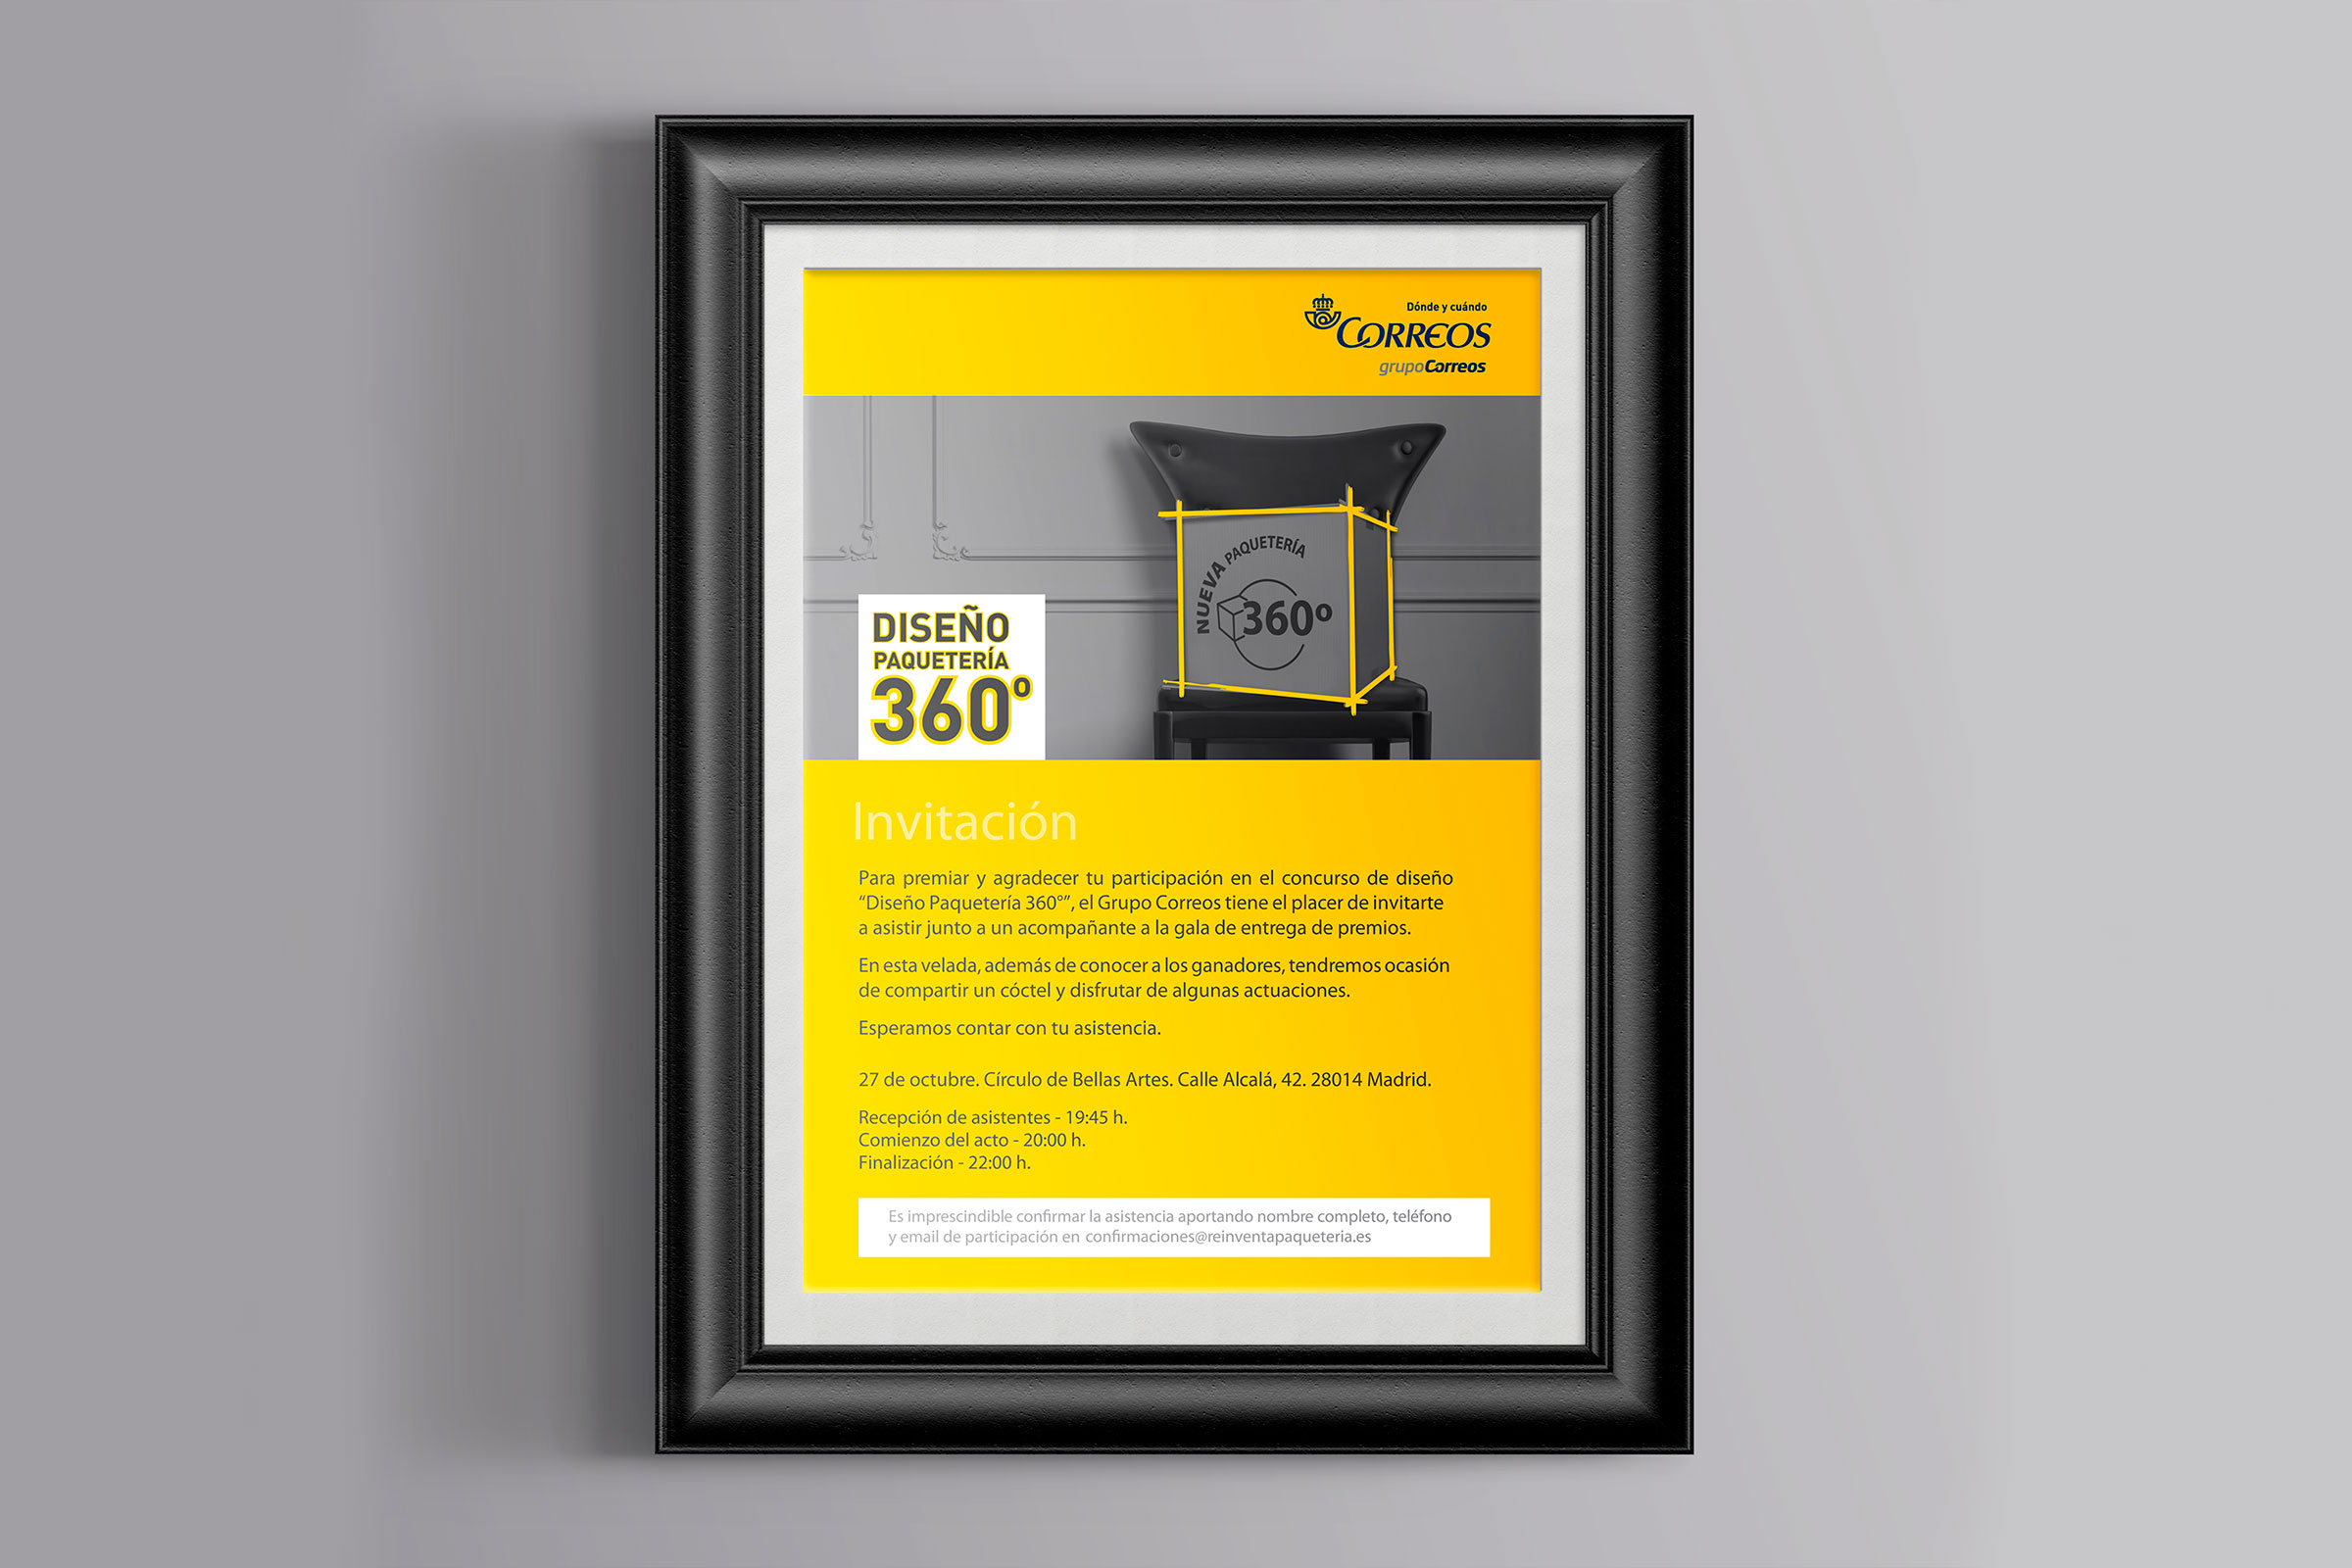 Dónde y cuándo
CORREOS
grupoCorreos
NUEVA PAQUETERÍA
360º
DISEÑO
PAQUETERÍA
360º
Invitación
Para premiar y agradecer tu participación en el concurso de diseño
“Diseño Paquetería 360°”, el Grupo Correos tiene el placer de invitarte
a asistir junto a un acompañante a la gala de entrega de premios.
En esta velada, además de conocer a los ganadores, tendremos ocasión
de compartir un cóctel y disfrutar de algunas actuaciones.
Esperamos contar con tu asistencia.
27 de octubre. Círculo de Bellas Artes. Calle Alcalá, 42. 28014 Madrid.
Recepción de asistentes - 19:45 h.
Comienzo del acto - 20:00 h.
Finalización - 22:00 h.
Es imprescindible confirmar la asistencia aportando nombre completo, teléfono
y email de participación en confirmaciones@reinventapaqueteria.es